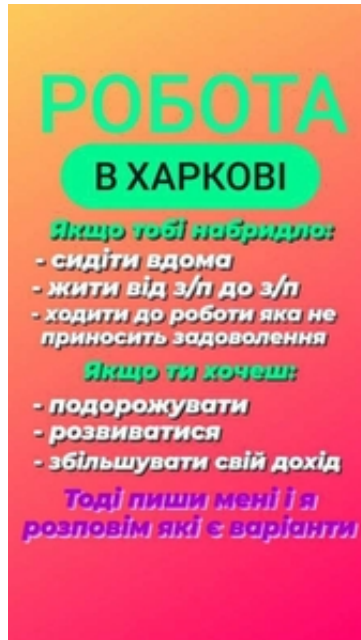 РОБОТА
В ХАРКОВІ
Якщо тобі набридло:
- сидіти вдома
- жити від з/п до з/п
- ходити до роботи яка не
приносить задоволення
Якщо ти хочеш:
- подорожувати
- розвиватися
- збільшувати свій дохід
Тоді пиши мені і я
розповім які є варіанти